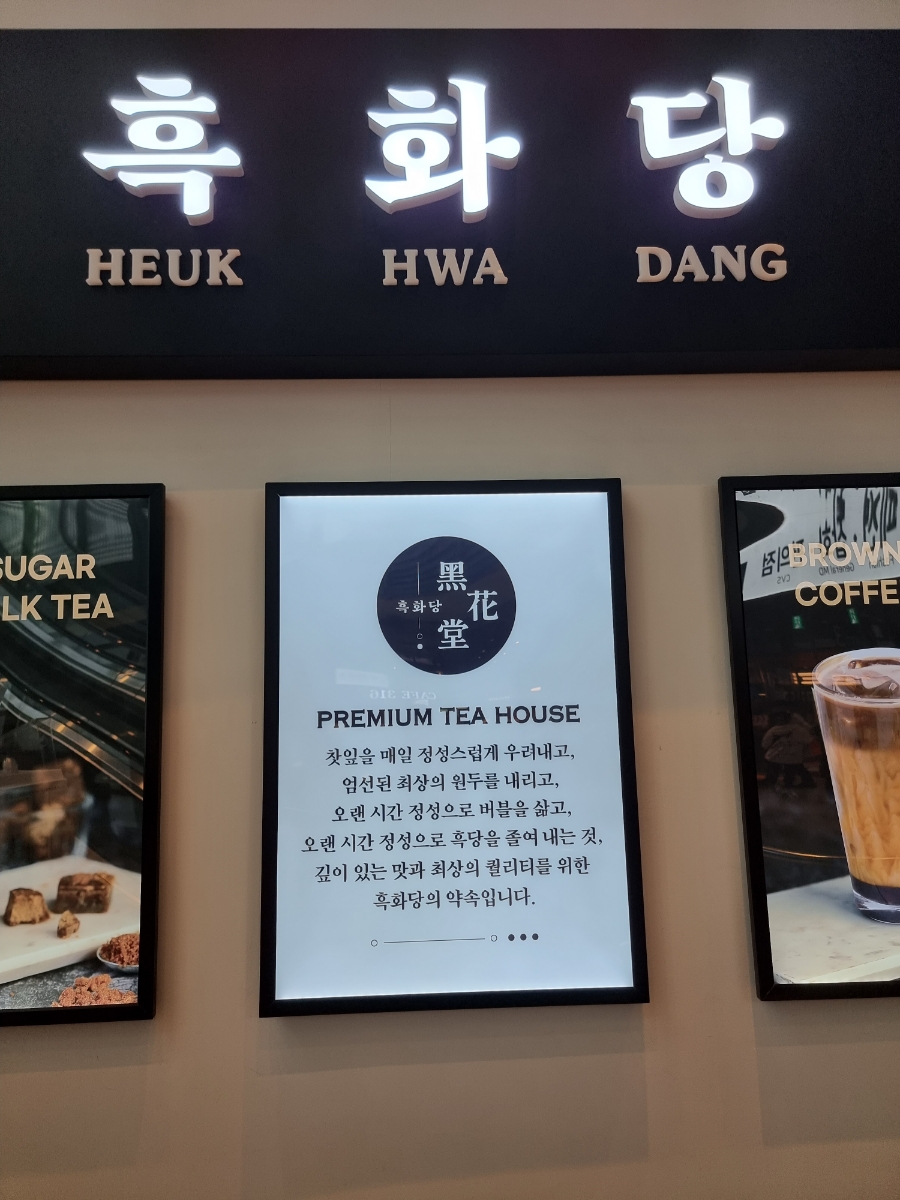 흑 화 당
HEUK HWA DANG
SUGAR
LK TEA
黑
흑화당 花
堂
PREMIUM TEA HOUSE
찻잎을 매일 정성스럽게 우려내고,
엄선된 최상의 원두를 내리고,
오랜 시간 정성으로 버블을 삶고,
오랜 시간 정성으로 흑당을 졸여 내는 것,
깊이 있는 맛과 최상의 퀄리티를 위한
흑화당의 약속입니다.
BROWN
COFFE